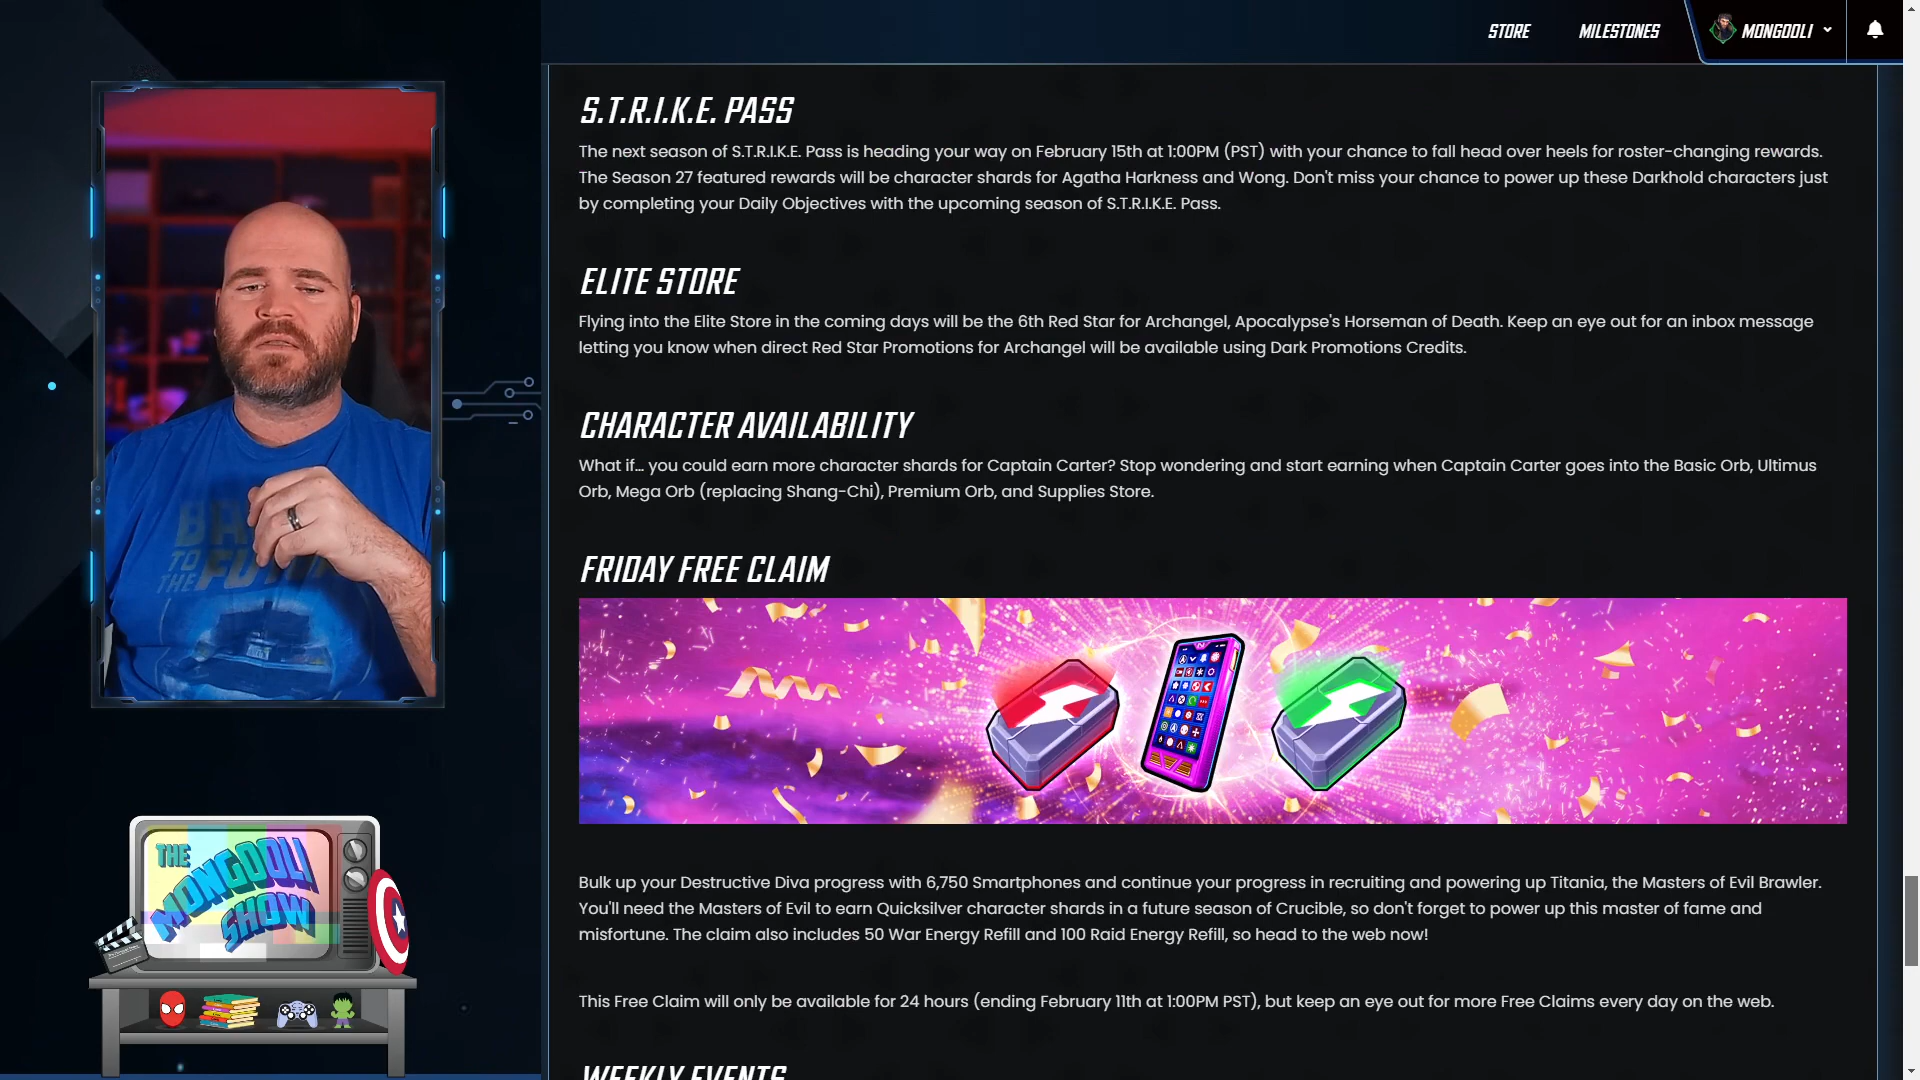 STORE
MILESTONES
MONGOOLI
S.T.R.I.K.E. PASS
The next season of S.T.R.I.K.E. Pass is heading your way on February 15th at 1:00PM (PST) with your chance to fall head over heels for roster-changing rewards.
The Season 27 featured rewards will be character shards for Agatha Harkness and Wong. Don't miss your chance to power up these Darkhold characters just
by completing your Daily Objectives with the upcoming season of S.T.R.I.K.E. Pass.
ELITE STORE
Flying into the Elite Store in the coming days will be the 6th Red Star for Archangel, Apocalypse's Horseman of Death. Keep an eye out for an inbox message
letting you know when direct Red Star Promotions for Archangel will be available using Dark Promotions Credits.
CHARACTER AVAILABILITY
What if... you could earn more character shards for Captain Carter? Stop wondering and start earning when Captain Carter goes into the Basic Orb, Ultimus
Orb, Mega Orb (replacing Shang-Chi), Premium Orb, and Supplies Store.
FRIDAY FREE CLAIM
Bulk up your Destructive Diva progress with 6,750 Smartphones and continue your progress in recruiting and powering up Titania, the Masters of Evil Brawler.
You'll need the Masters of Evil to earn Quicksilver character shards in a future season of Crucible, so don't forget to power up this master of fame and
misfortune. The claim also includes 50 War Energy Refill and 100 Raid Energy Refill, so head to the web now!
This Free Claim will only be available for 24 hours (ending February 11th at 1:00PM PST), but keep an eye out for more Free Claims every day on the web.
WEEKLY EVENTS
BACK
TO
THE FUTURE
THE
MONGOOLI
SHOW